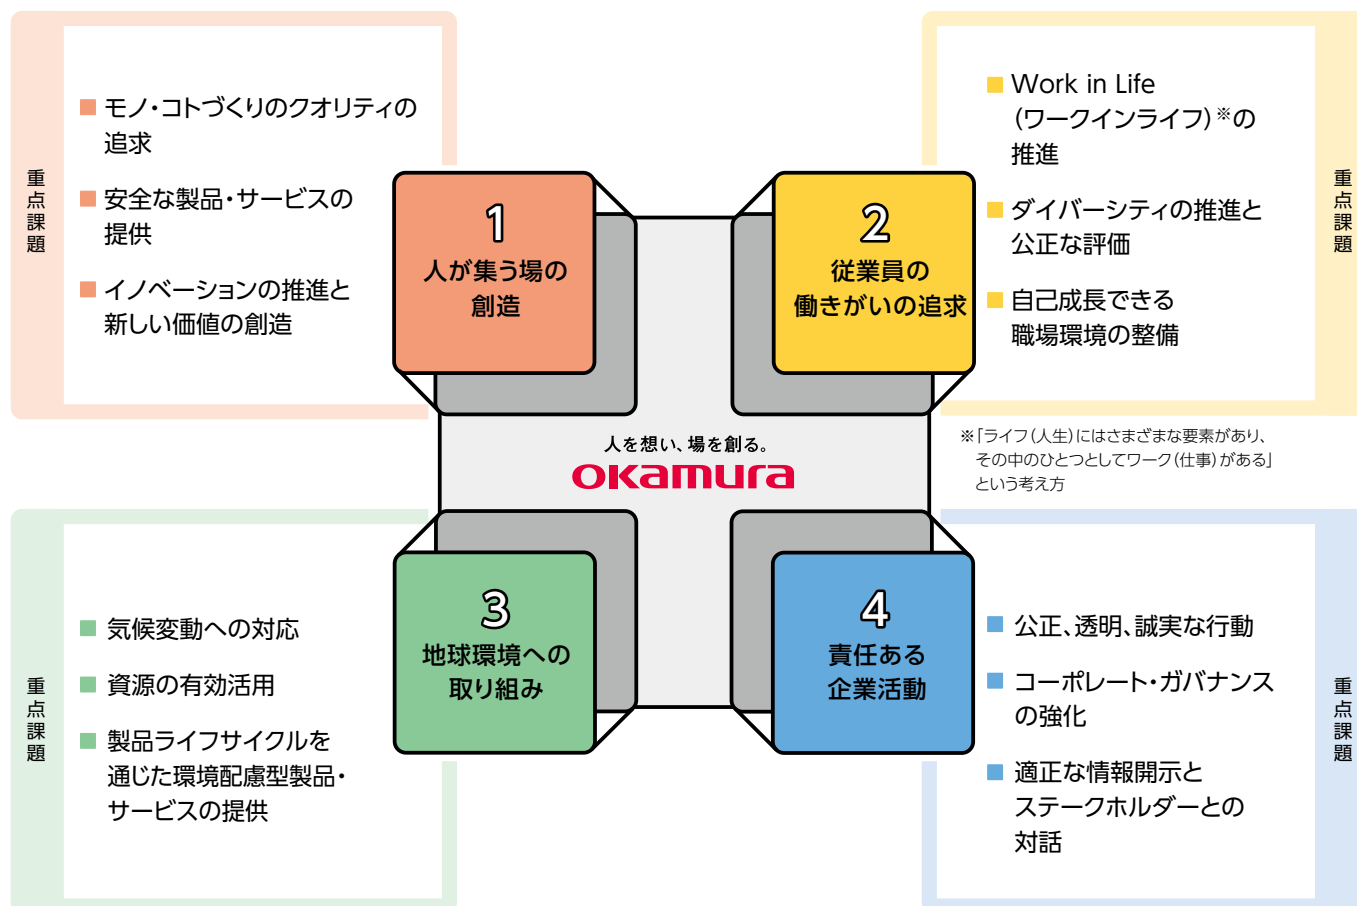 重点課題
モノ・コトづくりのクオリティの
追求
安全な製品・サービスの
提供
イノベーションの推進と
新しい価値の創造
1
人が集う場の
創造
2
従業員の
働きがいの追求
Work in Life
(ワークインライフ)※の
推進
ダイバーシティの推進と
公正な評価
自己成長できる
職場環境の整備
重点課題
※「ライフ(人生)にはさまざまな要素があり、
その中のひとつとしてワーク(仕事)がある」
という考え方
人を想い、場を創る。
okamura
重点課題
気候変動への対応
資源の有効活用
製品ライフサイクルを
通じた環境配慮型製品・
サービスの提供
3
地球環境への
取り組み
4
責任ある
企業活動
公正、透明、誠実な行動
コーポレート・ガバナンス
の強化
適正な情報開示と
ステークホルダーとの
対話
重点課題